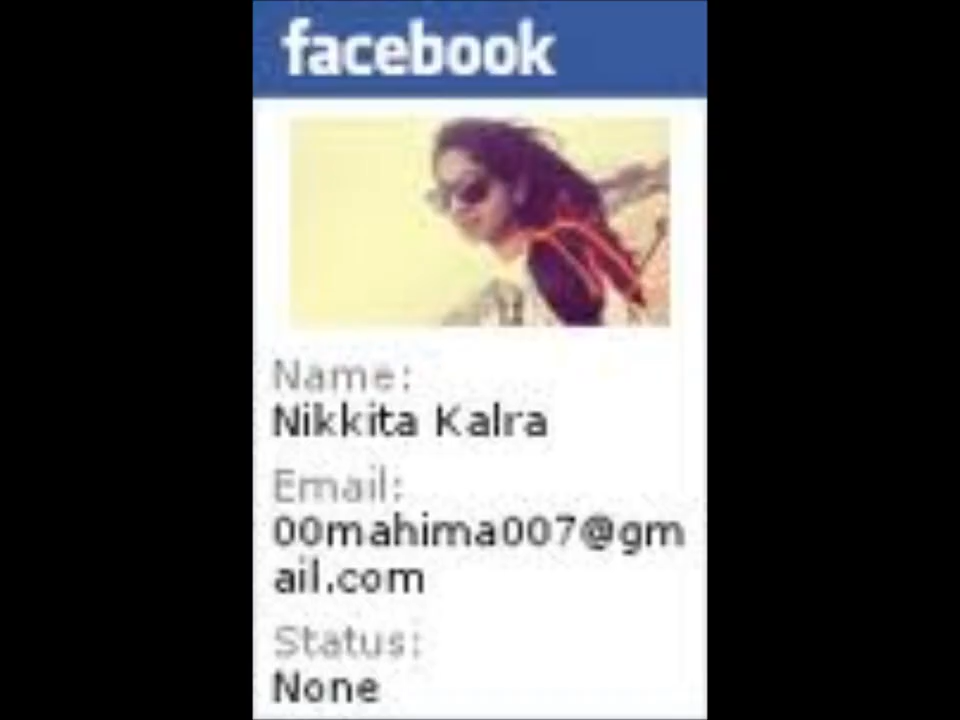 facebook
Name:
Nikkita Kalra
Email:
00mahima007@gm
ail.com
Status:
None